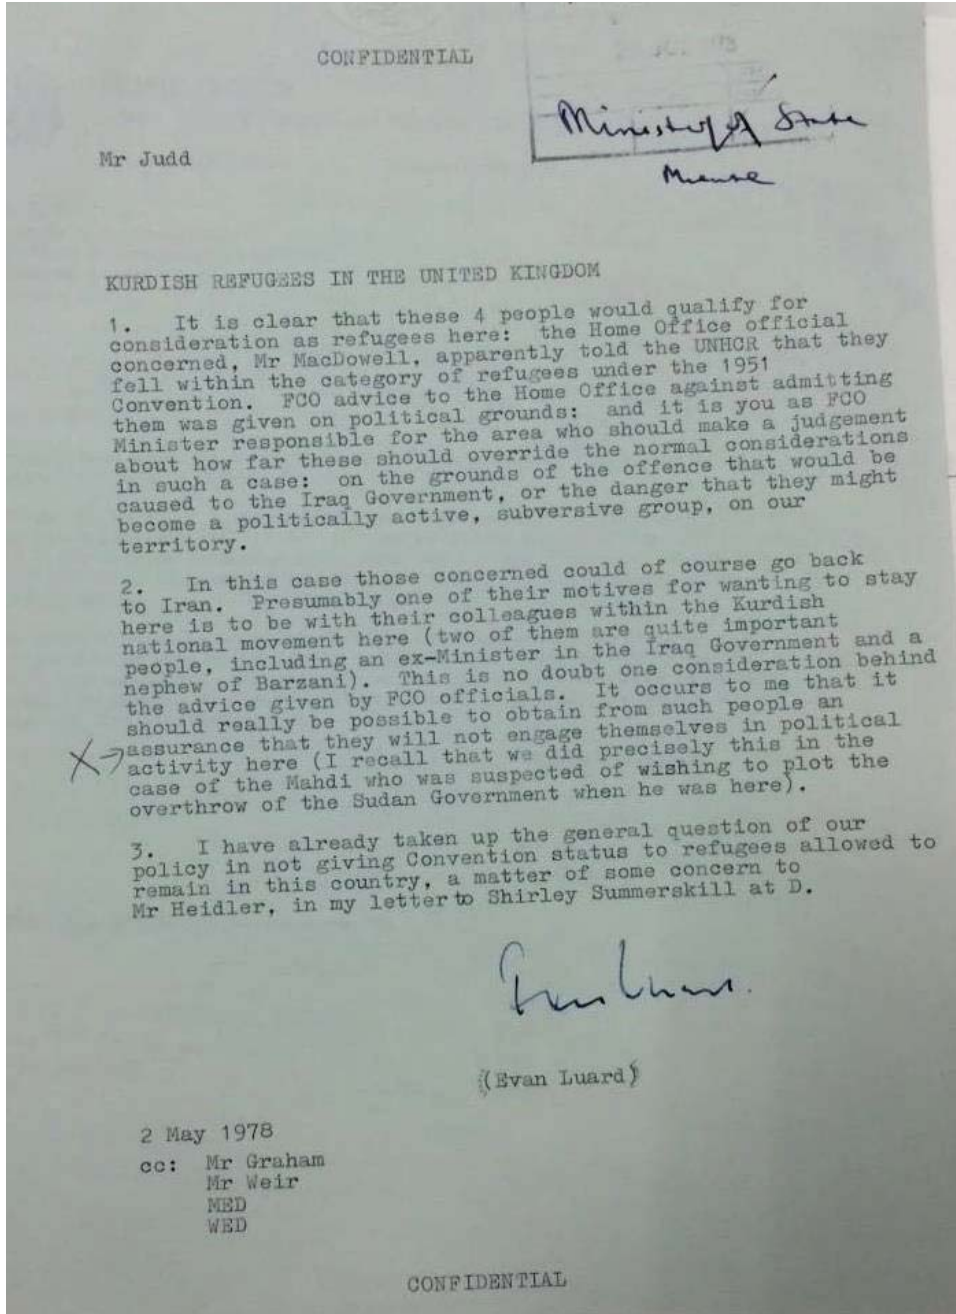 CONFIDENTIAL
Minister of State
Mr Judd
KURDISH REFUGEES IN THE UNITED KINGDOM
1. It is clear that these 4 people would qualify for
consideration as refugees here: the Home Office official
concerned, Mr MacDowell, apparently told the UNHCR that they
fell within the category of refugees under the 1951
Convention. FCO advice to the Home Office against admitting
them was given on political grounds: and it is you as FCO
Minister responsible for the area who should make a judgement
about how far these should override the normal considerations
in such a case: on the grounds of the offence that would be
caused to the Iraq Government, or the danger that they might
become a politically active, subversive group, on our
territory.
2. In this case those concerned could of course go back
to Iran. Presumably one of their motives for wanting to stay
here is to be with their colleagues within the Kurdish
national movement here (two of them are quite important
people, including an ex-Minister in the Iraq Government and a
nephew of Barzani). This is no doubt one consideration behind
the advice given by FCO officials. It occurs to me that it
should really be possible to obtain from such people an
X→ assurance that they will not engage themselves in political
activity here (I recall that we did precisely this in the
case of the Mahdi who was suspected of wishing to plot the
overthrow of the Sudan Government when he was here).
3. I have already taken up the general question of our
policy in not giving Convention status to refugees allowed to
remain in this country, a matter of some concern to
Mr Heidler, in my letter to Shirley Summerskill at D.
Evan Luard.
(Evan Luard)
2 May 1978
cc: Mr Graham
Mr Weir
MED
WED
CONFIDENTIAL